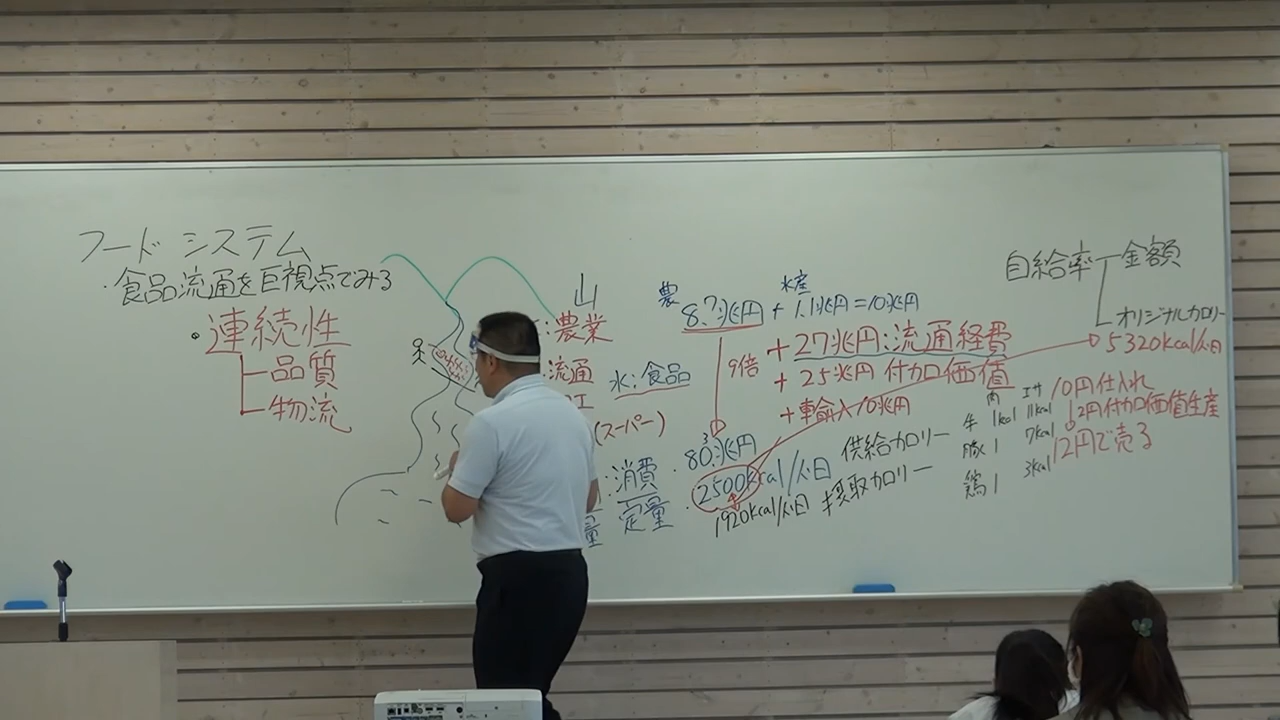 フードシステム
・食品流通を巨視点でみる
・連続性
品質
物流
山
:農業
:流通
水:食品
工
(スーパー)
:消費
量 定量
農 水産
8.7兆円 + 1.1兆円=10兆円
+27兆円:流通経費
9倍
+25兆円 付加価値
+輸入10兆円
・80.3兆円
2500kcal/人日 供給カロリー
1920kcal/人日 摂取カロリー
自給率 金額
オリジナルカロリー
5320kcal/人日
肉 エサ
牛 1kcal 11kcal
豚 1 7kcal
鶏 1 3kcal
10円仕入れ
↓2円付加価値生産
12円で売る